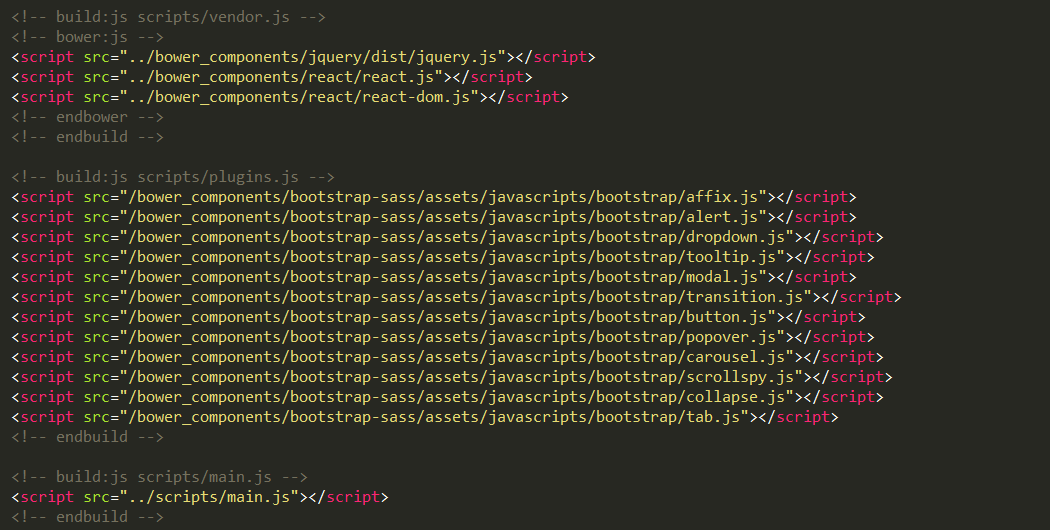 <!-- build:js scripts/vendor.js -->
<!-- bower:js -->
<script src="../bower_components/jquery/dist/jquery.js"></script>
<script src="../bower_components/react/react.js"></script>
<script src="../bower_components/react/react-dom.js"></script>
<!-- endbower -->
<!-- endbuild -->
<!-- build:js scripts/plugins.js -->
<script src="/bower_components/bootstrap-sass/assets/javascripts/bootstrap/affix.js"></script>
<script src="/bower_components/bootstrap-sass/assets/javascripts/bootstrap/alert.js"></script>
<script src="/bower_components/bootstrap-sass/assets/javascripts/bootstrap/dropdown.js"></script>
<script src="/bower_components/bootstrap-sass/assets/javascripts/bootstrap/tooltip.js"></script>
<script src="/bower_components/bootstrap-sass/assets/javascripts/bootstrap/modal.js"></script>
<script src="/bower_components/bootstrap-sass/assets/javascripts/bootstrap/transition.js"></script>
<script src="/bower_components/bootstrap-sass/assets/javascripts/bootstrap/button.js"></script>
<script src="/bower_components/bootstrap-sass/assets/javascripts/bootstrap/popover.js"></script>
<script src="/bower_components/bootstrap-sass/assets/javascripts/bootstrap/carousel.js"></script>
<script src="/bower_components/bootstrap-sass/assets/javascripts/bootstrap/scrollspy.js"></script>
<script src="/bower_components/bootstrap-sass/assets/javascripts/bootstrap/collapse.js"></script>
<script src="/bower_components/bootstrap-sass/assets/javascripts/bootstrap/tab.js"></script>
<!-- endbuild -->
<!-- build:js scripts/main.js -->
<script src="../scripts/main.js"></script>
<!-- endbuild -->